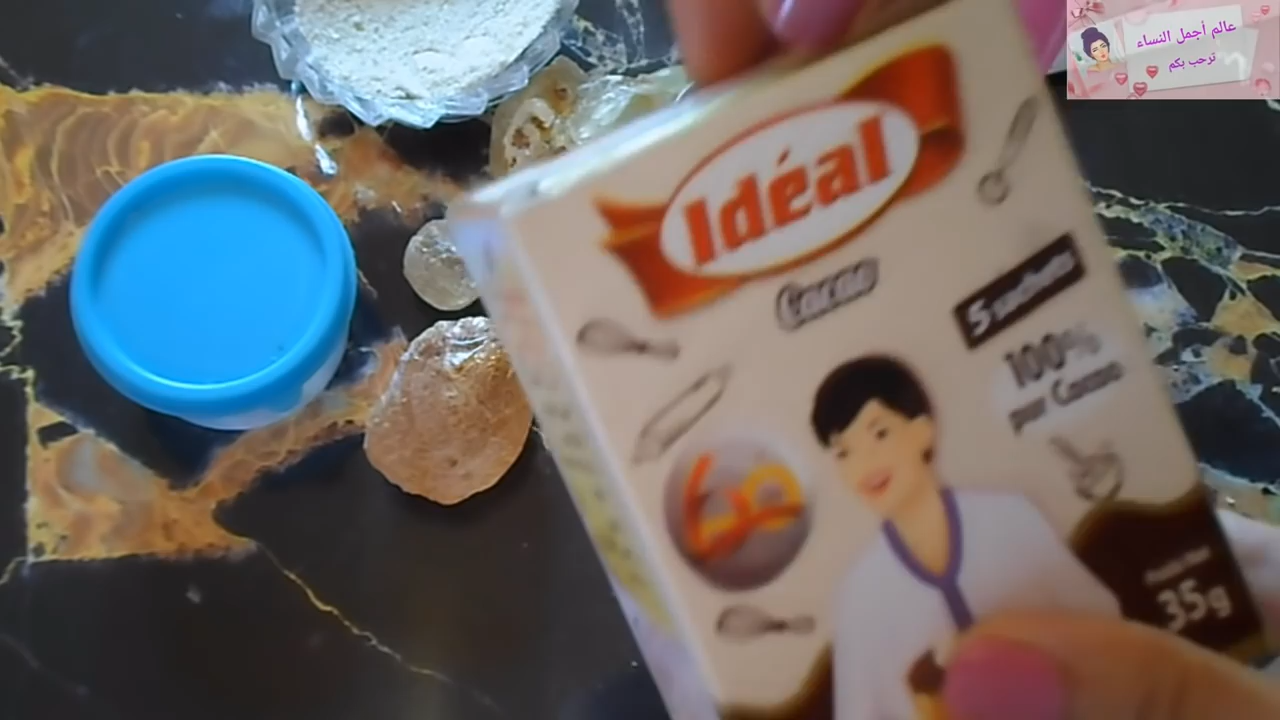 عالم أجمل النساء
ترحب بكم
Idéal
Cacao
5 sachets
100%
pur Cacao
35g